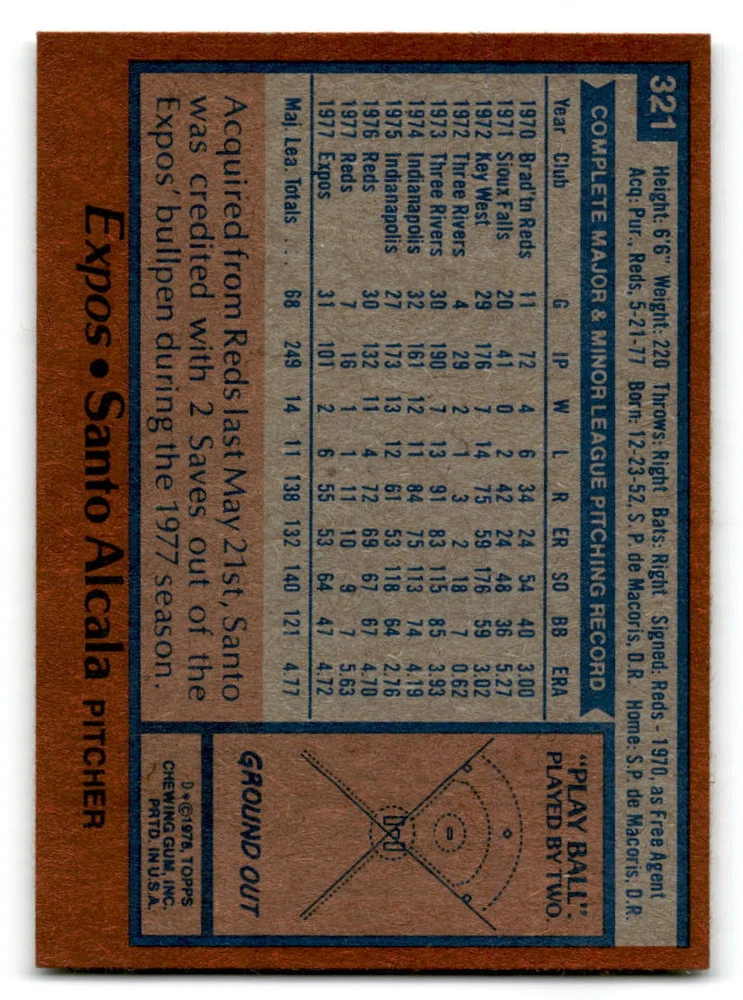 321
Height: 6'6" Weight: 220 Throws: Right Bats: Right Signed: Reds - 1970, as Free Agent
Acq: Pur., Reds, 5-21-77 Born: 12-23-52, S.P. de Macoris, D.R. Home: S.P. de Macoris, D.R.
COMPLETE MAJOR & MINOR LEAGUE PITCHING RECORD
Year Club G IP W L R ER SO BB ERA
1970 Brad'tn Reds 11 72 4 6 34 24 54 40 3.00
1971 Sioux Falls 20 41 0 2 42 24 48 36 5.27
1972 Key West 29 176 7 14 75 59 176 59 3.02
1972 Three Rivers 4 29 2 1 3 2 18 7 0.62
1973 Three Rivers 30 190 7 13 91 83 115 85 3.93
1974 Indianapolis 32 161 12 11 84 75 113 74 4.19
1975 Indianapolis 27 173 13 12 61 53 118 64 2.76
1976 Reds 30 132 11 4 72 69 67 67 4.70
1977 Reds 7 16 1 1 11 10 9 7 5.63
1977 Expos 31 101 2 6 55 53 64 47 4.72
Maj. Lea. Totals .... 68 249 14 11 138 132 140 121 4.77
Acquired from Reds last May 21st, Santo
was credited with 2 Saves out of the
Expos' bullpen during the 1977 season.
"PLAY BALL".
PLAYED BY TWO.
GROUND OUT
D*©1978, TOPPS
CHEWING GUM, INC.
PRTD. IN U.S.A.
Expos • Santo Alcala PITCHER